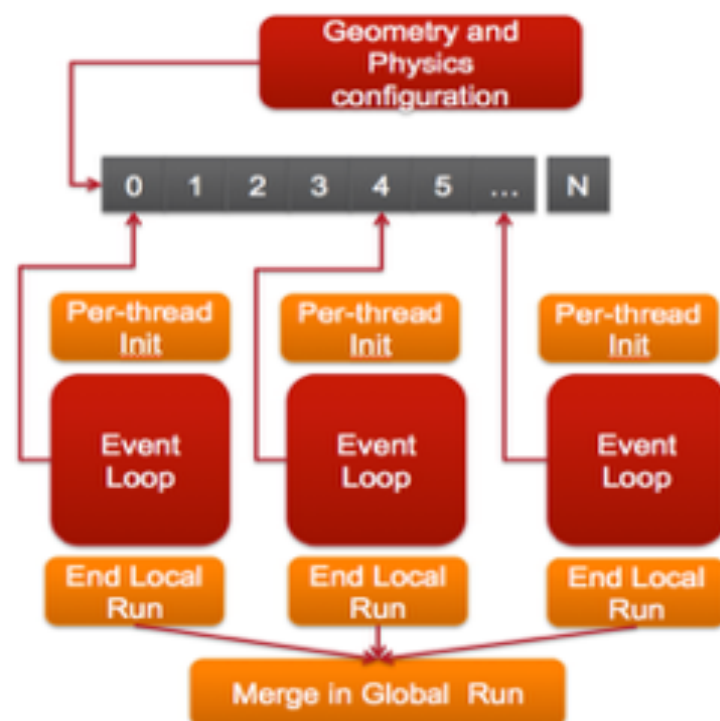 Geometry and
Physics
configuration
0 1 2 3 4 5 ... N
Per-thread
Init
Per-thread
Init
Per-thread
Init
Event
Loop
Event
Loop
Event
Loop
End Local
Run
End Local
Run
End Local
Run
Merge in Global Run